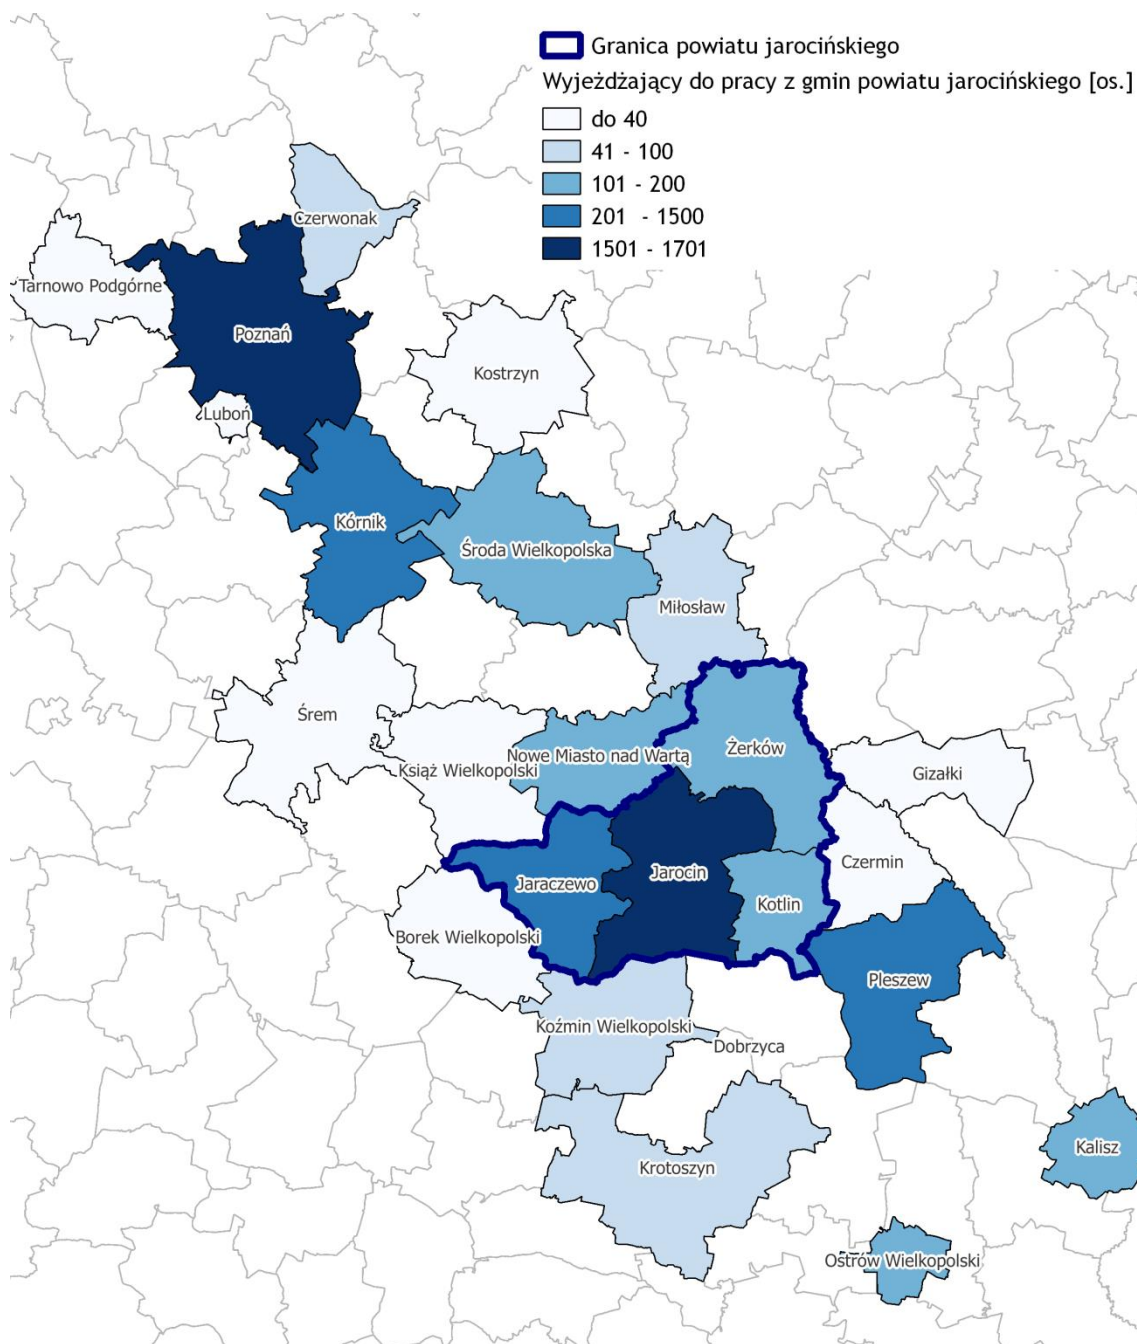 Granica powiatu jarocińskiego
Wyjeżdżający do pracy z gmin powiatu jarocińskiego [os.]
do 40
41 - 100
101 - 200
201 - 1500
1501 - 1701
Czerwonak
Tarnowo Podgórne
Poznań
Kostrzyn
Luboń
Kórnik
Środa Wielkopolska
Miłosław
Śrem
Nowe Miasto nad Wartą
Żerków
Książ Wielkopolski
Gizałki
Czermin
Jaraczewo
Jarocin
Kotlin
Borek Wielkopolski
Pleszew
Koźmin Wielkopolski
Dobrzyca
Kalisz
Krotoszyn
Ostrów Wielkopolski